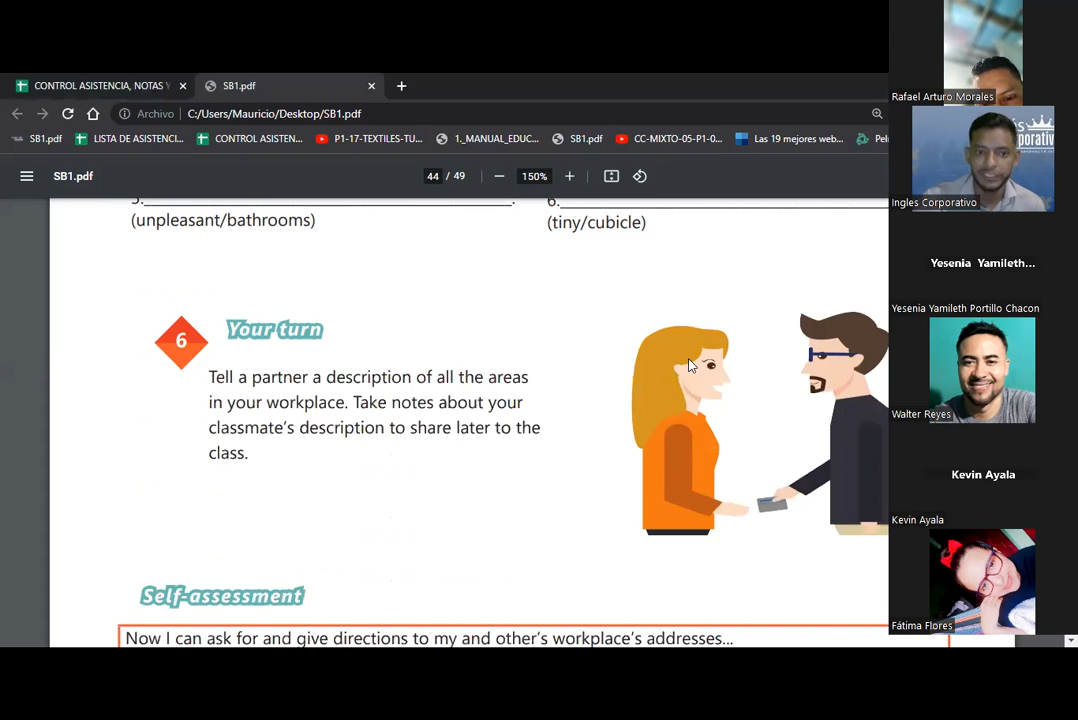 CONTROL ASISTENCIA, NOTAS
SB1.pdf
Archivo
C:/Users/Mauricio/Desktop/SB1.pdf
SB1.pdf
LISTA DE ASISTENCI...
CONTROL ASISTEN...
P1-17-TEXTILES-TU...
1._MANUAL_EDUC...
SB1.pdf
CC-MIXTO-05-P1-0...
Las 19 mejores web...
Peli
SB1.pdf
44 / 49
150%
(unpleasant/bathrooms)
6.
(tiny/cubicle)
6
Your turn
Tell a partner a description of all the areas
in your workplace. Take notes about your
classmate's description to share later to the
class.
Self-assessment
Now I can ask for and give directions to my and other's workplace's addresses...
Rafael Arturo Morales
Ingles Corporativo
Yesenia Yamileth...
Yesenia Yamileth Portillo Chacon
Walter Reyes
Kevin Ayala
Kevin Ayala
Fátima Flores